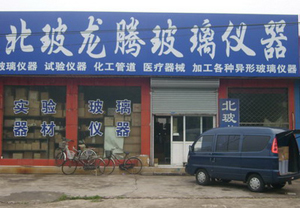 北玻龙腾玻璃仪器
玻璃仪器 试验仪器 化工管道 医疗器械 加工各种异形玻璃仪器
实验 玻璃
器材 仪器
北玻